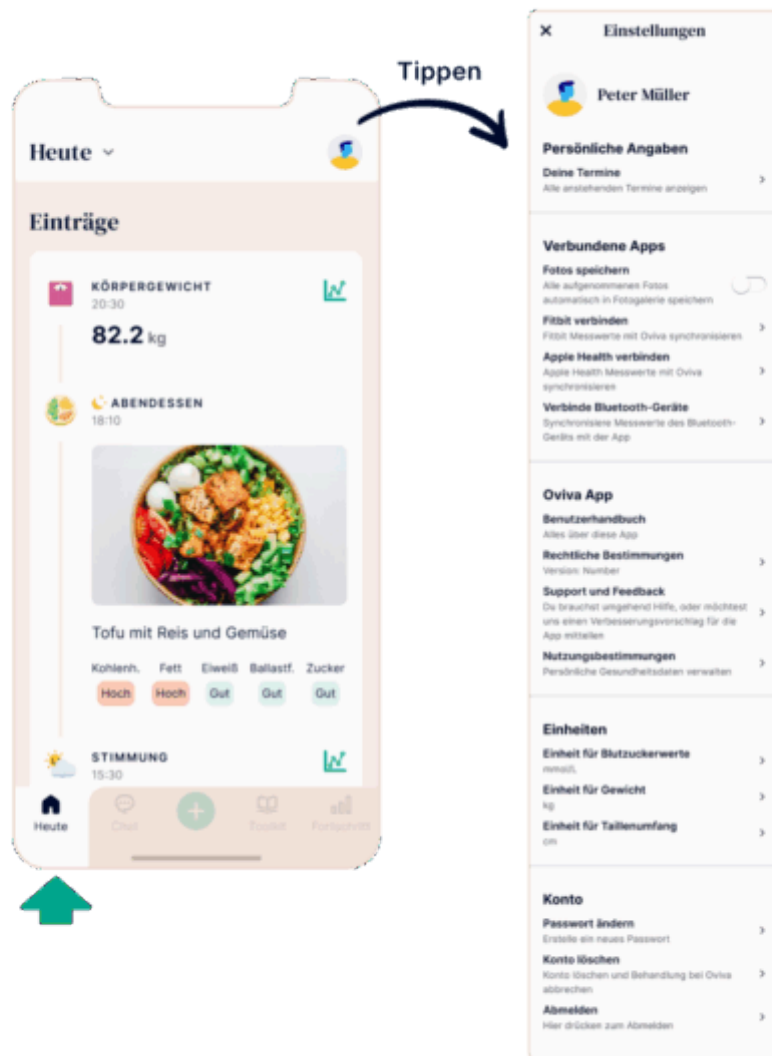 Tippen
Heute
Einträge
KÖRPERGEWICHT
20:30
82.2 kg
ABENDESSEN
18:10
Tofu mit Reis und Gemüse
Kohlenh. Fett Eiweiß Ballastf. Zucker
Hoch Hoch Gut Gut Gut
STIMMUNG
15:30
Heute Chat Toolkit Fortschritt
Einstellungen
Peter Müller
Persönliche Angaben
Deine Termine
Alle anstehenden Termine anzeigen
Verbundene Apps
Fotos speichern
Alle aufgenommenen Fotos
automatisch in Fotogalerie speichern
Fitbit verbinden
Fitbit Messwerte mit Oviva synchronisieren
Apple Health verbinden
Apple Health Messwerte mit Oviva
synchronisieren
Verbinde Bluetooth-Geräte
Synchronisiere Messwerte des Bluetooth-
Geräts mit der App
Oviva App
Benutzerhandbuch
Alles über diese App
Rechtliche Bestimmungen
Version: Number
Support und Feedback
Du brauchst umgehend Hilfe, oder möchtest
uns einen Verbesserungsvorschlag für die
App mitteilen
Nutzungsbestimmungen
Persönliche Gesundheitsdaten verwalten
Einheiten
Einheit für Blutzuckerwerte
mmol/L
Einheit für Gewicht
kg
Einheit für Taillenumfang
cm
Konto
Passwort ändern
Erstelle ein neues Passwort
Konto löschen
Konto löschen und Behandlung bei Oviva
abbrechen
Abmelden
Hier drücken zum Abmelden